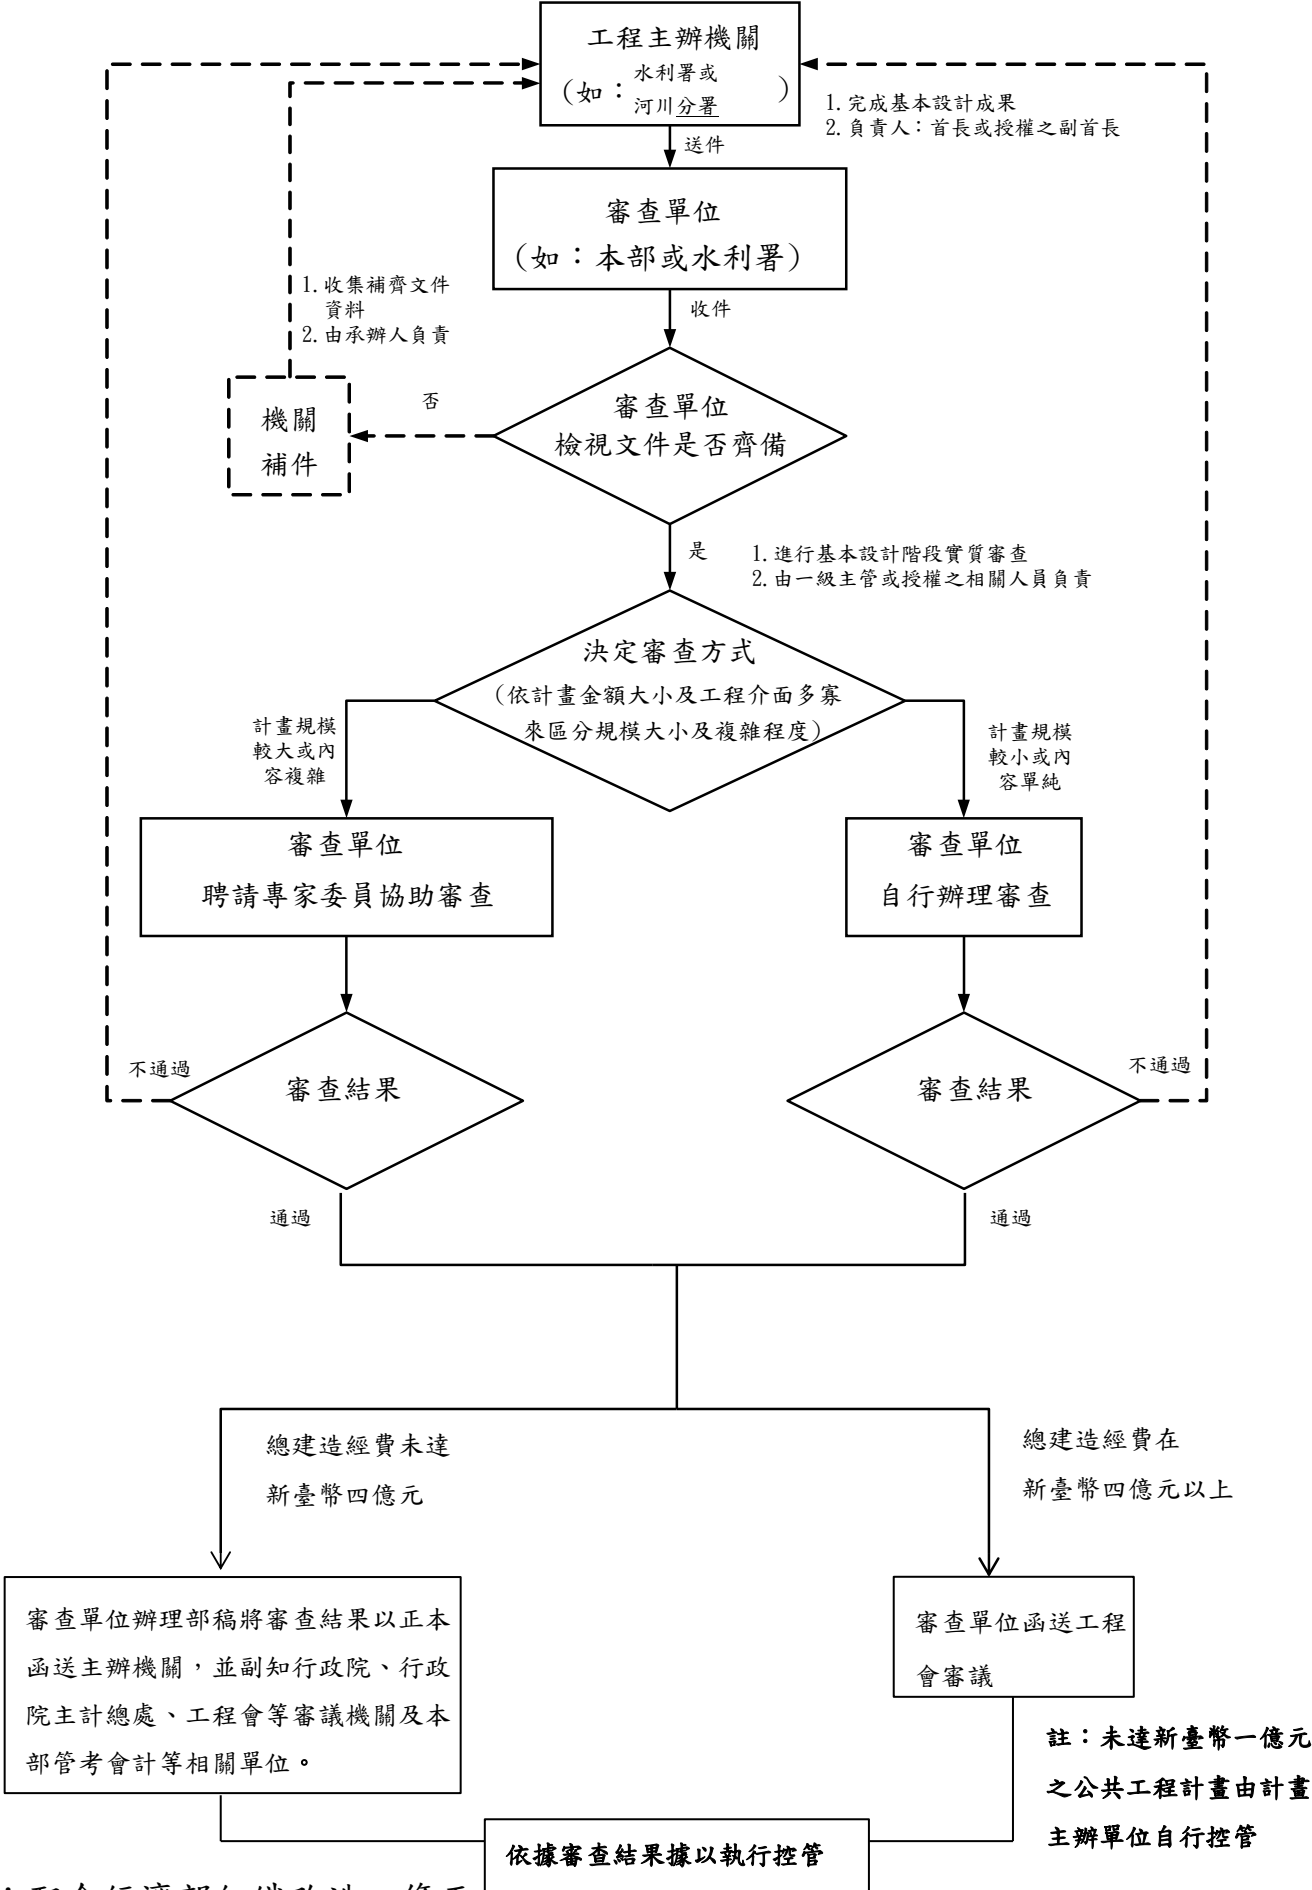 工程主辦機關
(如：水利署或
河川分署)
1.完成基本設計成果
2.負責人：首長或授權之副首長
送件
審查單位
(如：本部或水利署)
1.收集補齊文件
資料
2.由承辦人負責
收件
機關
補件
否
審查單位
檢視文件是否齊備
是
1.進行基本設計階段實質審查
2.由一級主管或授權之相關人員負責
決定審查方式
(依計畫金額大小及工程介面多寡
來區分規模大小及複雜程度)
計畫規模
較大或內
容複雜
計畫規模
較小或內
容單純
審查單位
聘請專家委員協助審查
審查單位
自行辦理審查
不通過
審查結果
審查結果
不通過
通過
通過
總建造經費未達
新臺幣四億元
總建造經費在
新臺幣四億元以上
審查單位辦理部稿將審查結果以正本
函送主辦機關，並副知行政院、行政
院主計總處、工程會等審議機關及本
部管考會計等相關單位。
審查單位函送工程
會審議
註：未達新臺幣一億元
之公共工程計畫由計畫
主辦單位自行控管
依據審查結果據以執行控管